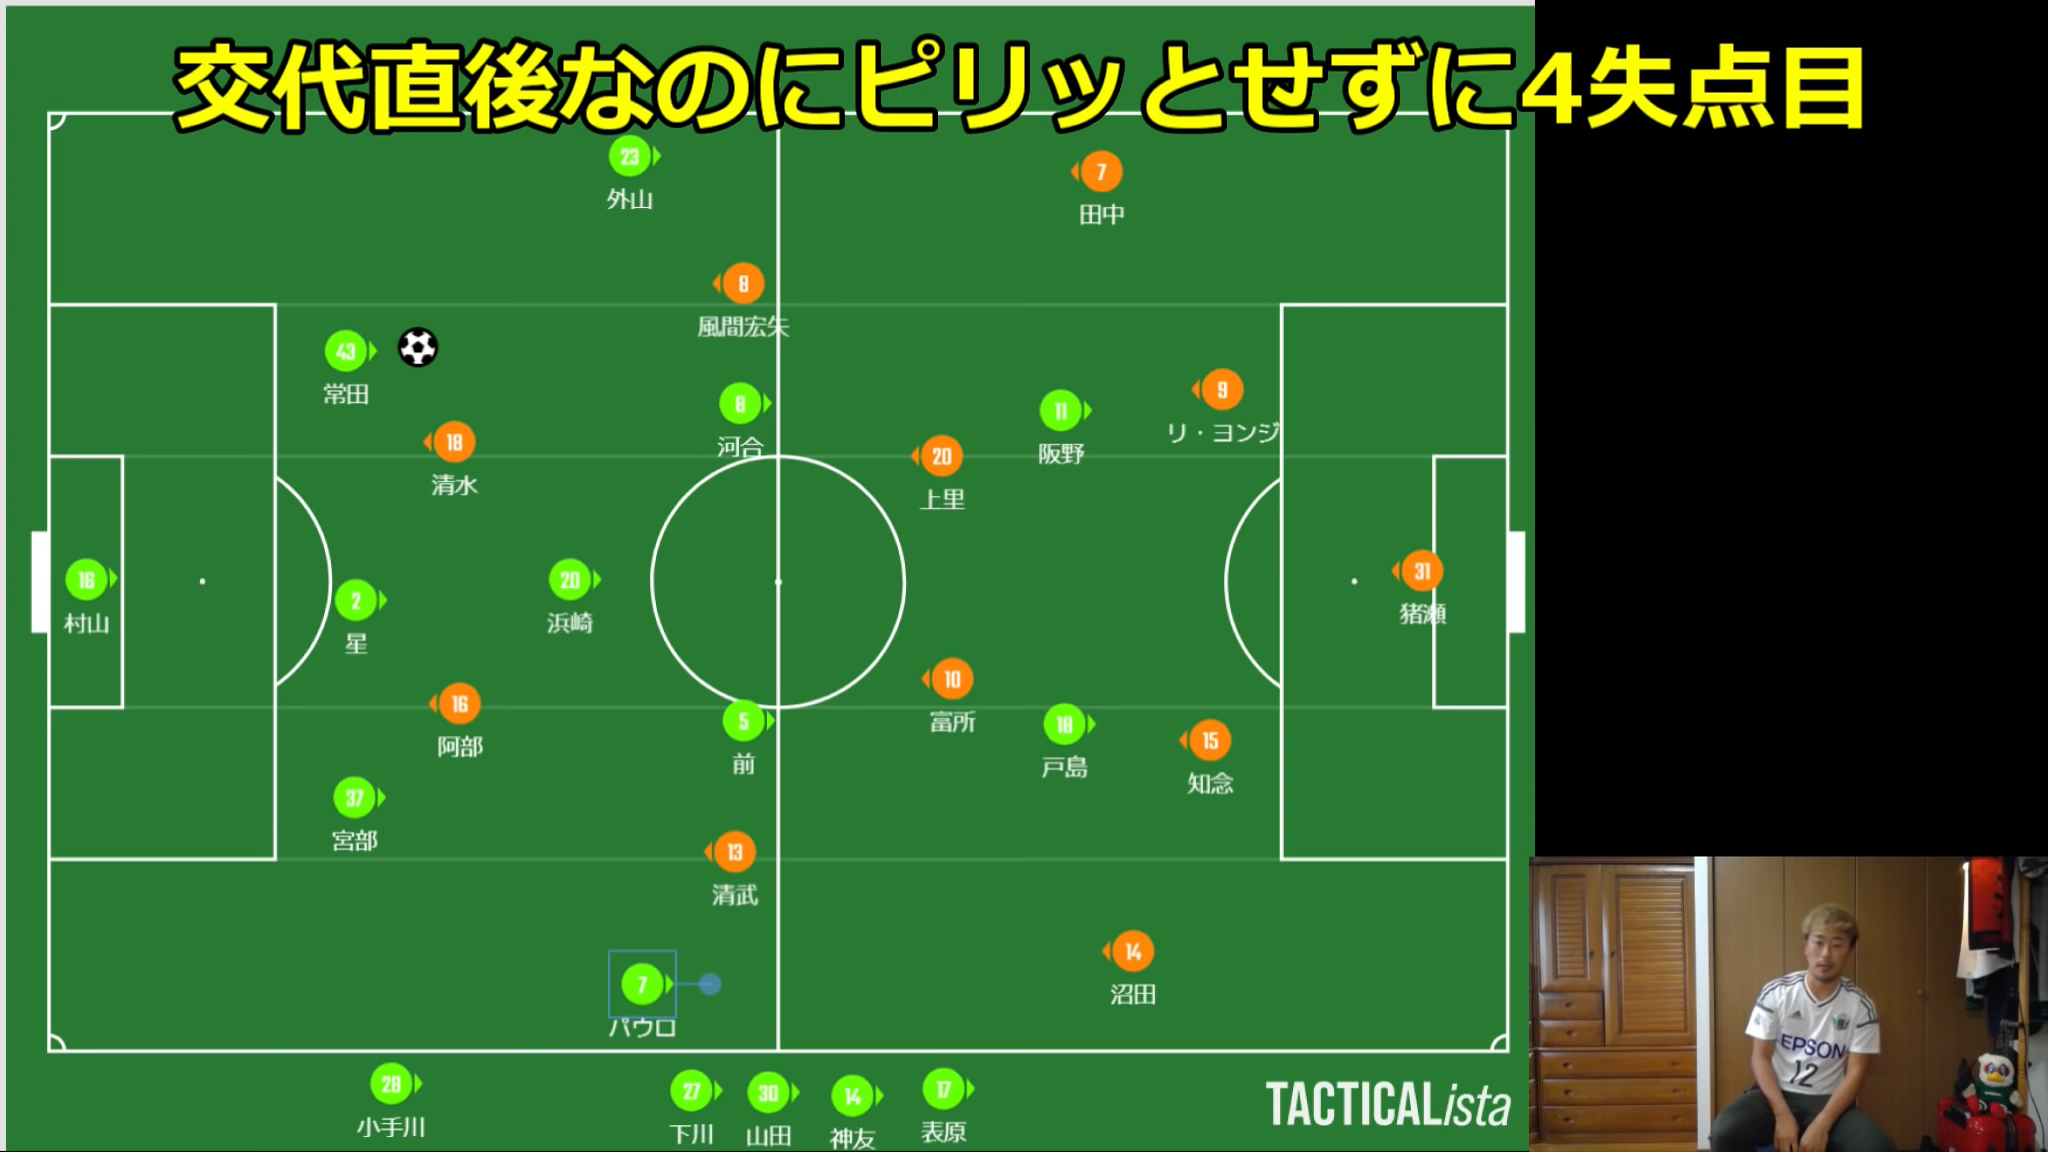 交代直後なのにピリッとせずに4失点目
23
外山
7
田中
8
風間宏矢
43
常田
9
リ・ヨンジ
8
河合
11
阪野
18
清水
20
上里
16
村山
2
星
20
浜崎
31
猪瀬
16
阿部
10
富所
5
前
18
戸島
15
知念
37
宮部
13
清武
14
沼田
7
パウロ
28
小手川
27
下川
30
山田
14
神友
17
表原
TACTICALista
EPSON
12